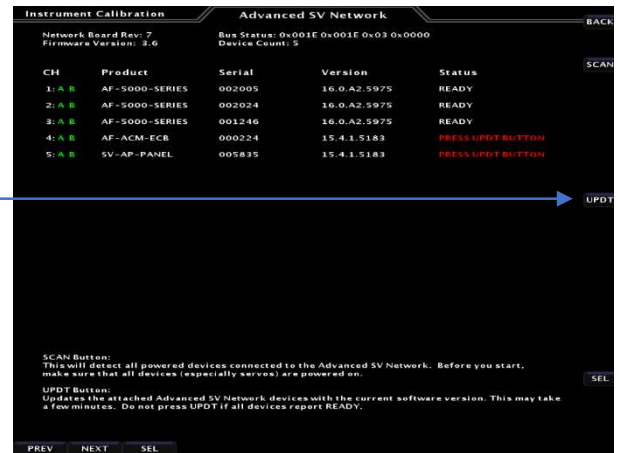 Instrument Calibration Advanced SV Network
BACK
Network Board Rev: 7 Bus Status: 0x001E 0x001E 0x03 0x0000
Firmware Version: 3.6 Device Count: 5
SCAN
CH Product Serial Version Status
1: A B AF-5000-SERIES 002005 16.0.A2.5975 READY
2: A B AF-5000-SERIES 002024 16.0.A2.5975 READY
3: A B AF-5000-SERIES 001246 16.0.A2.5975 READY
4: A B AF-ACM-ECB 000224 15.4.1.5183 PRESS UPDT BUTTON
5: A B SV-AP-PANEL 005835 15.4.1.5183 PRESS UPDT BUTTON
UPDT
SCAN Button:
This will detect all powered devices connected to the Advanced SV Network. Before you start,
make sure that all devices (especially servos) are powered on.
SEL
UPDT Button:
Updates the attached Advanced SV Network devices with the current software version. This may take
a few minutes. Do not press UPDT if all devices report READY.
PREV NEXT SEL